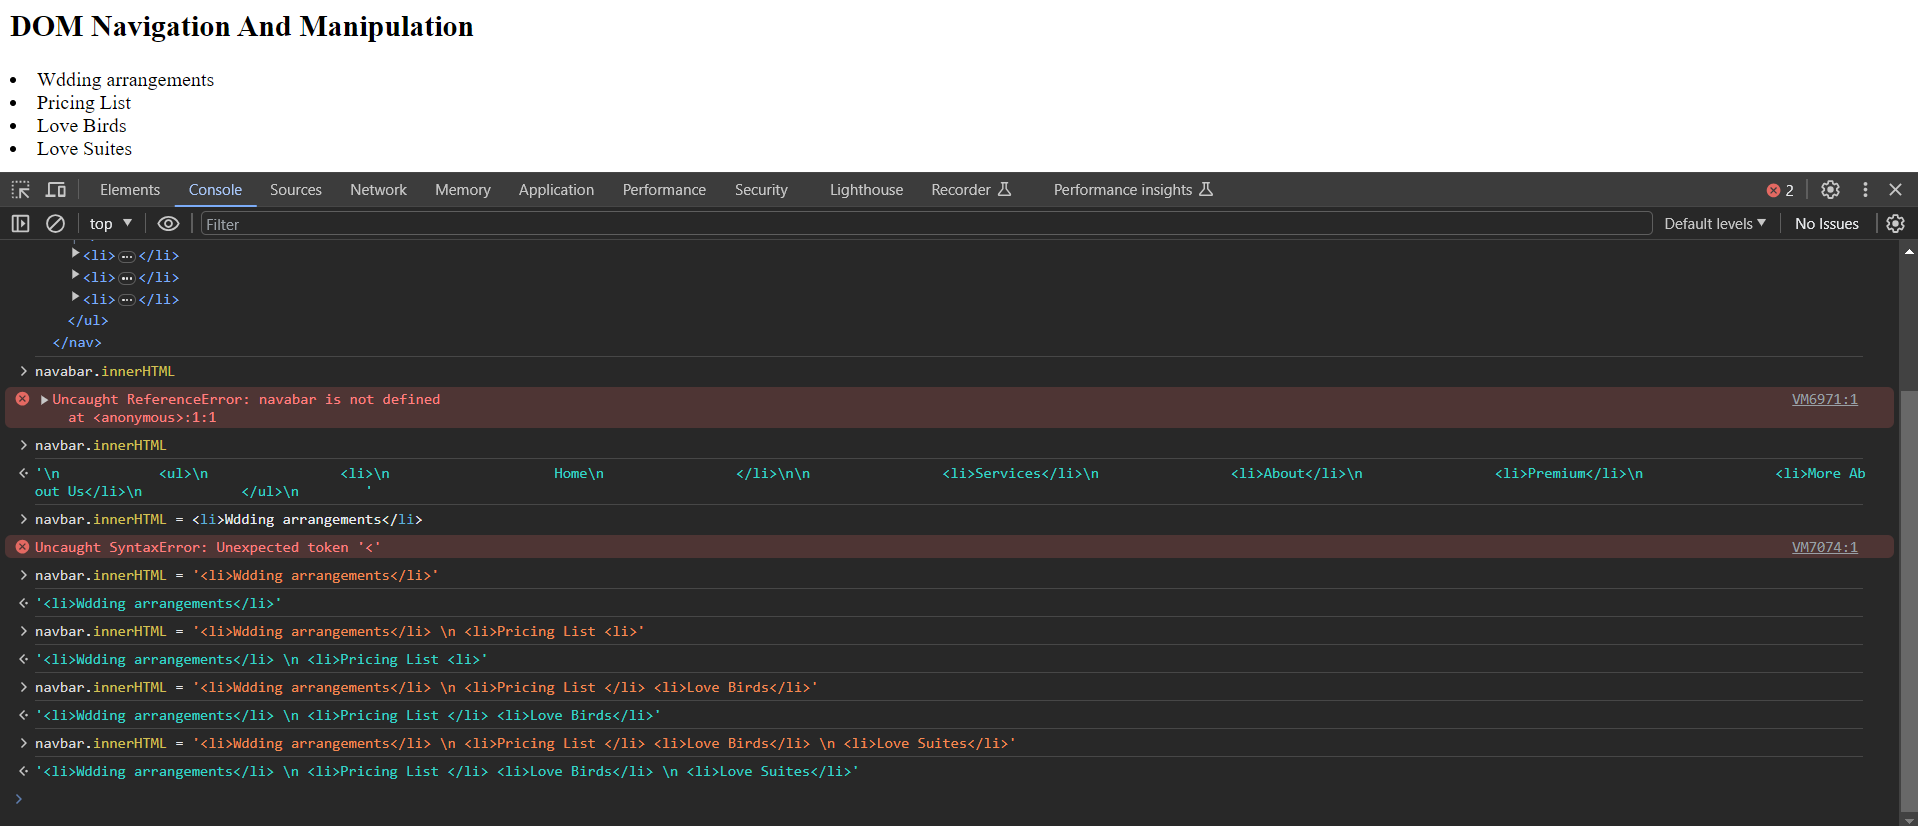 DOM Navigation And Manipulation
• Wdding arrangements
• Pricing List
• Love Birds
• Love Suites
Elements Console Sources Network Memory Application Performance Security Lighthouse Recorder Performance insights 2
top Filter Default levels No Issues
<li>…</li>
<li>…</li>
<li>…</li>
</ul>
</nav>
> navabar.innerHTML
Uncaught ReferenceError: navabar is not defined VM6971:1
at <anonymous>:1:1
> navbar.innerHTML
'\n            <ul>\n                <li>\n                    Home\n                </li>\n\n                <li>Services</li>\n                <li>About</li>\n                <li>Premium</li>\n                <li>More Ab
out Us</li>\n            </ul>\n        '
> navbar.innerHTML = <li>Wdding arrangements</li>
Uncaught SyntaxError: Unexpected token '<' VM7074:1
> navbar.innerHTML = '<li>Wdding arrangements</li>'
'<li>Wdding arrangements</li>'
> navbar.innerHTML = '<li>Wdding arrangements</li> \n <li>Pricing List <li>'
'<li>Wdding arrangements</li> \n <li>Pricing List <li>'
> navbar.innerHTML = '<li>Wdding arrangements</li> \n <li>Pricing List </li> <li>Love Birds</li>'
'<li>Wdding arrangements</li> \n <li>Pricing List </li> <li>Love Birds</li>'
> navbar.innerHTML = '<li>Wdding arrangements</li> \n <li>Pricing List </li> <li>Love Birds</li> \n <li>Love Suites</li>'
'<li>Wdding arrangements</li> \n <li>Pricing List </li> <li>Love Birds</li> \n <li>Love Suites</li>'
>